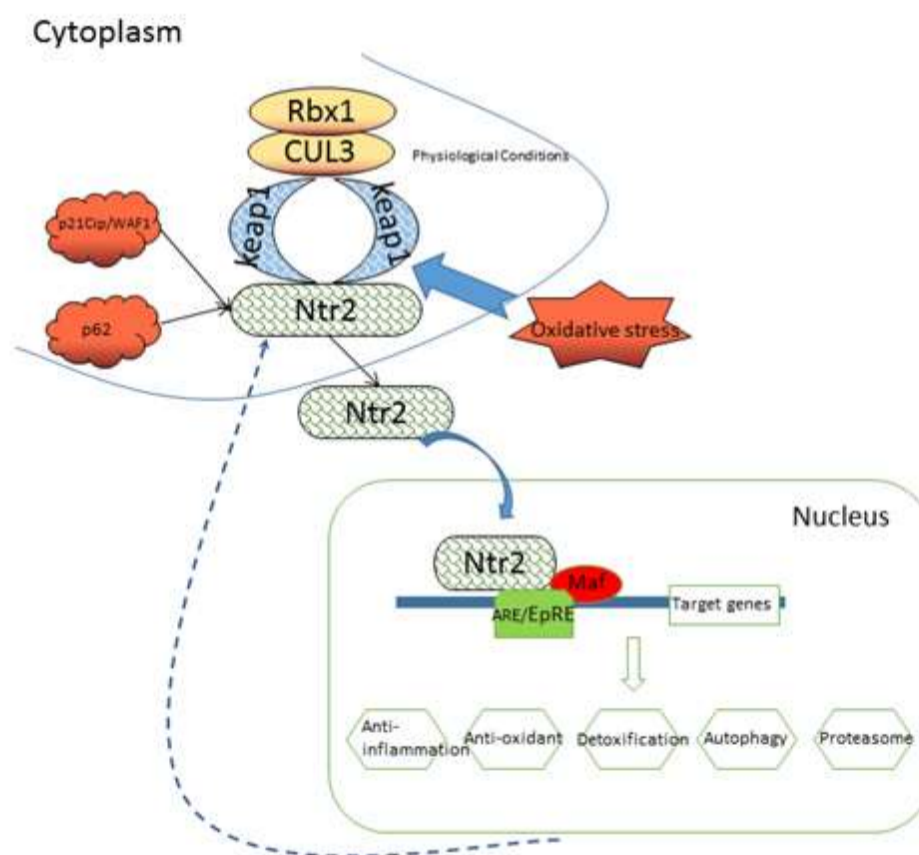 Cytoplasm
Rbx1
CUL3
Physiological Conditions
keap1
keap1
p21Cip/WAF1
Ntr2
p62
Oxidative stress
Ntr2
Nucleus
Ntr2
Maf
ARE/EpRE
Target genes
Anti-
inflammation
Anti-oxidant
Detoxification
Autophagy
Proteasome